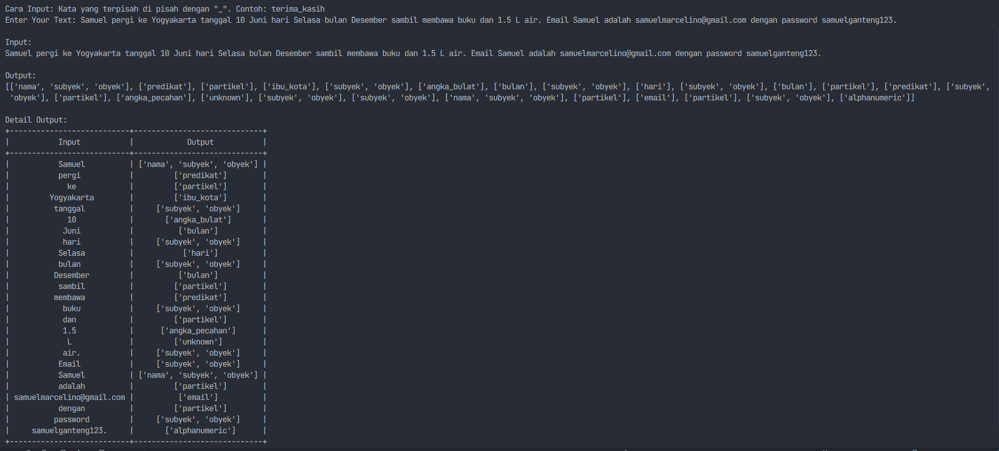 Cara Input: Kata yang terpisah di pisah dengan "_". Contoh: terima_kasih
Enter Your Text: Samuel pergi ke Yogyakarta tanggal 10 Juni hari Selasa bulan Desember sambil membawa buku dan 1.5 L air. Email Samuel adalah samuelmarcelino@gmail.com dengan password samuelganteng123.
Input:
Samuel pergi ke Yogyakarta tanggal 10 Juni hari Selasa bulan Desember sambil membawa buku dan 1.5 L air. Email Samuel adalah samuelmarcelino@gmail.com dengan password samuelganteng123.
Output:
[['nama', 'subyek', 'obyek'], ['predikat'], ['partikel'], ['ibu_kota'], ['subyek', 'obyek'], ['angka_bulat'], ['bulan'], ['subyek', 'obyek'], ['hari'], ['subyek', 'obyek'], ['bulan'], ['partikel'], ['predikat'], ['subyek',
'obyek'], ['partikel'], ['angka_pecahan'], ['unknown'], ['subyek', 'obyek'], ['subyek', 'obyek'], ['nama', 'subyek', 'obyek'], ['partikel'], ['email'], ['partikel'], ['subyek', 'obyek'], ['alphanumeric']]
Detail Output:
+---------------------------+-----------------------------+
| Input | Output |
+---------------------------+-----------------------------+
| Samuel | ['nama', 'subyek', 'obyek'] |
| pergi | ['predikat'] |
| ke | ['partikel'] |
| Yogyakarta | ['ibu_kota'] |
| tanggal | ['subyek', 'obyek'] |
| 10 | ['angka_bulat'] |
| Juni | ['bulan'] |
| hari | ['subyek', 'obyek'] |
| Selasa | ['hari'] |
| bulan | ['subyek', 'obyek'] |
| Desember | ['bulan'] |
| sambil | ['partikel'] |
| membawa | ['predikat'] |
| buku | ['subyek', 'obyek'] |
| dan | ['partikel'] |
| 1.5 | ['angka_pecahan'] |
| L | ['unknown'] |
| air. | ['subyek', 'obyek'] |
| Email | ['subyek', 'obyek'] |
| Samuel | ['nama', 'subyek', 'obyek'] |
| adalah | ['partikel'] |
| samuelmarcelino@gmail.com | ['email'] |
| dengan | ['partikel'] |
| password | ['subyek', 'obyek'] |
| samuelganteng123. | ['alphanumeric'] |
+---------------------------+-----------------------------+